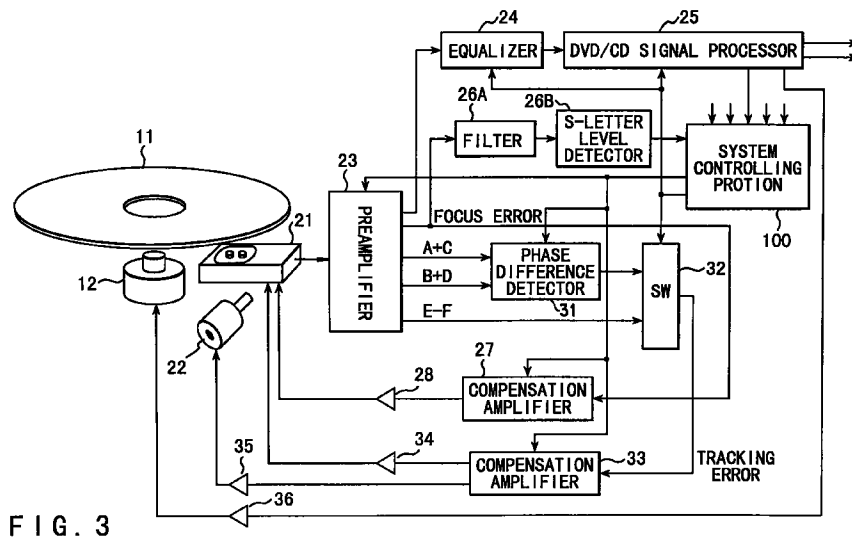 24
25
EQUALIZER
DVD/CD SIGNAL PROCESSOR
26A
26B
FILTER
S-LETTER
LEVEL
DETECTOR
SYSTEM
CONTROLLING
PROTION
100
11
23
PREAMPLIFIER
21
FOCUS ERROR
A+C
B+D
E-F
PHASE
DIFFERENCE
DETECTOR
31
32
SW
12
22
27
28
COMPENSATION
AMPLIFIER
34
33
COMPENSATION
AMPLIFIER
TRACKING
ERROR
35
36
FIG. 3